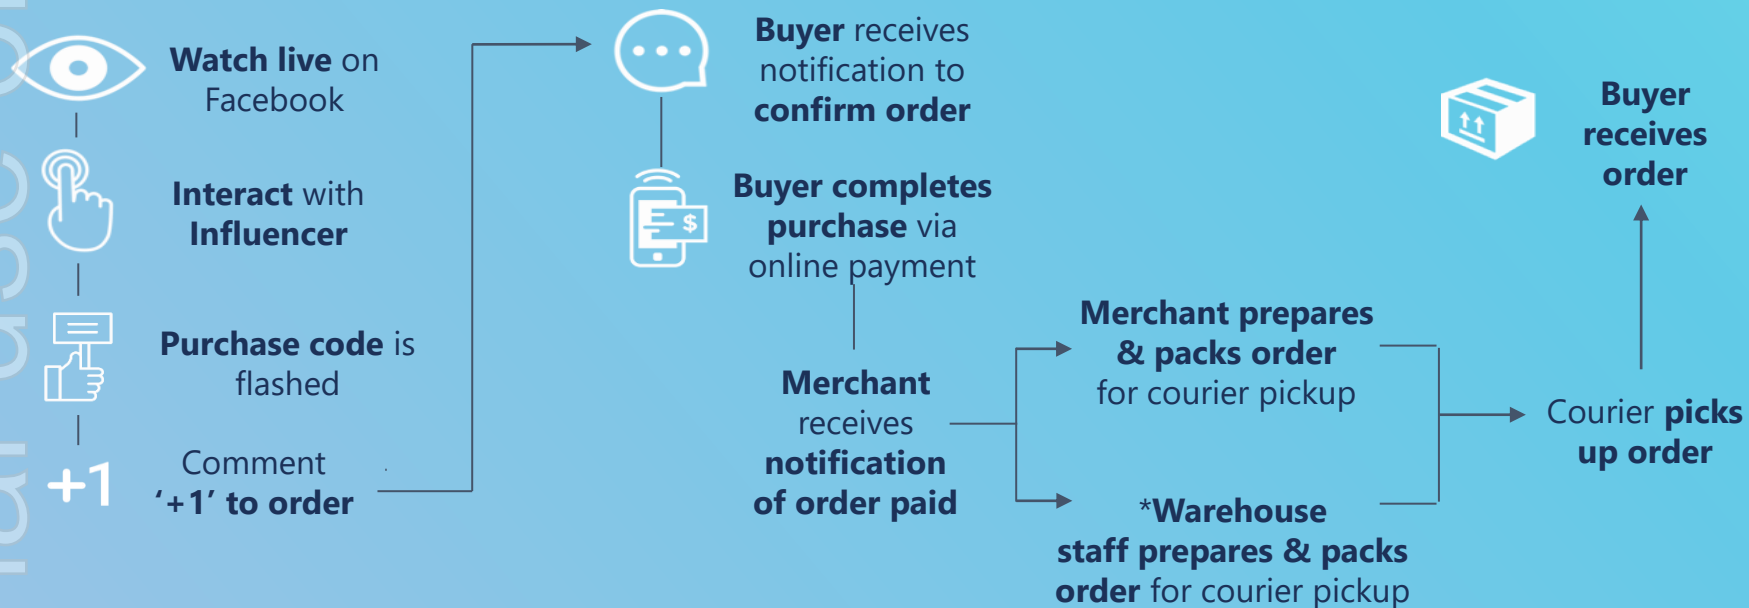 Watch live on
Facebook
Interact with
Influencer
Purchase code is
flashed
+1
Comment
‘+1’ to order
Buyer receives
notification to
confirm order
$
Buyer completes
purchase via
online payment
Merchant
receives
notification
of order paid
Merchant prepares
& packs order
for courier pickup
*Warehouse
staff prepares & packs
order for courier pickup
Courier picks
up order
Buyer
receives
order